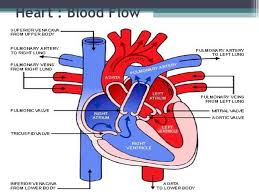 Heart : Blood Flow
SUPERIOR VENA CAVA
FROM UPPER BODY
PULMONARY ARTERY
TO RIGHT LUNG
PULMONARY VEINS
FROM RIGHT LUNG
PULMONIC VALVE
TRICUSPID VALVE
INFERIOR VENA CAVA
FROM LOWER BODY
AORTA
PULMONARY ARTERY
RIGHT
ATRIUM
LEFT
ATRIUM
LEFT
VENTRICLE
RIGHT
VENTRICLE
PULMONARY ARTERY
TO LEFT LUNG
PULMONARY VEINS
FROM LEFT LUNG
MITRAL VALVE
AORTIC VALVE
AORTA
TO LOWER BODY